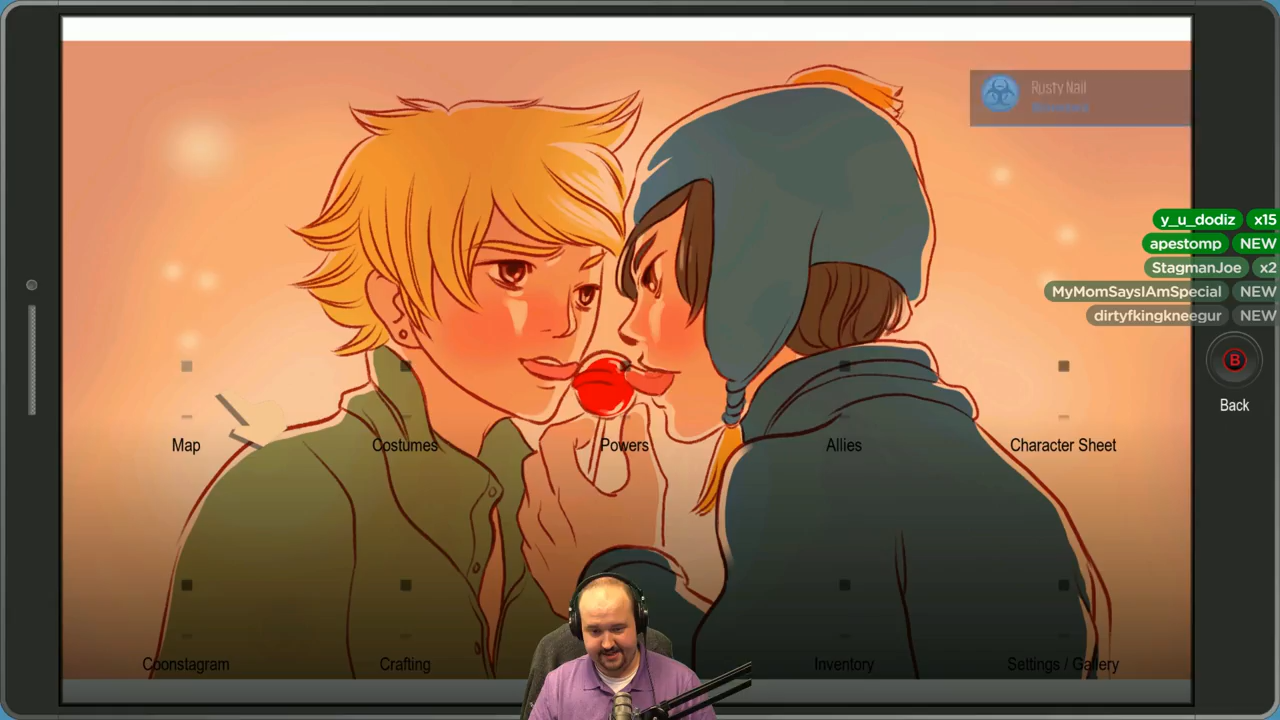 Rusty Nail
y_u_dodiz x15
apestomp NEW
StagmanJoe x2
MyMomSaysIAmSpecial NEW
dirtyfkingkneegur NEW
B
Back
Map Costumes Powers Allies Character Sheet
Coonstagram Crafting Inventory Settings / Gallery